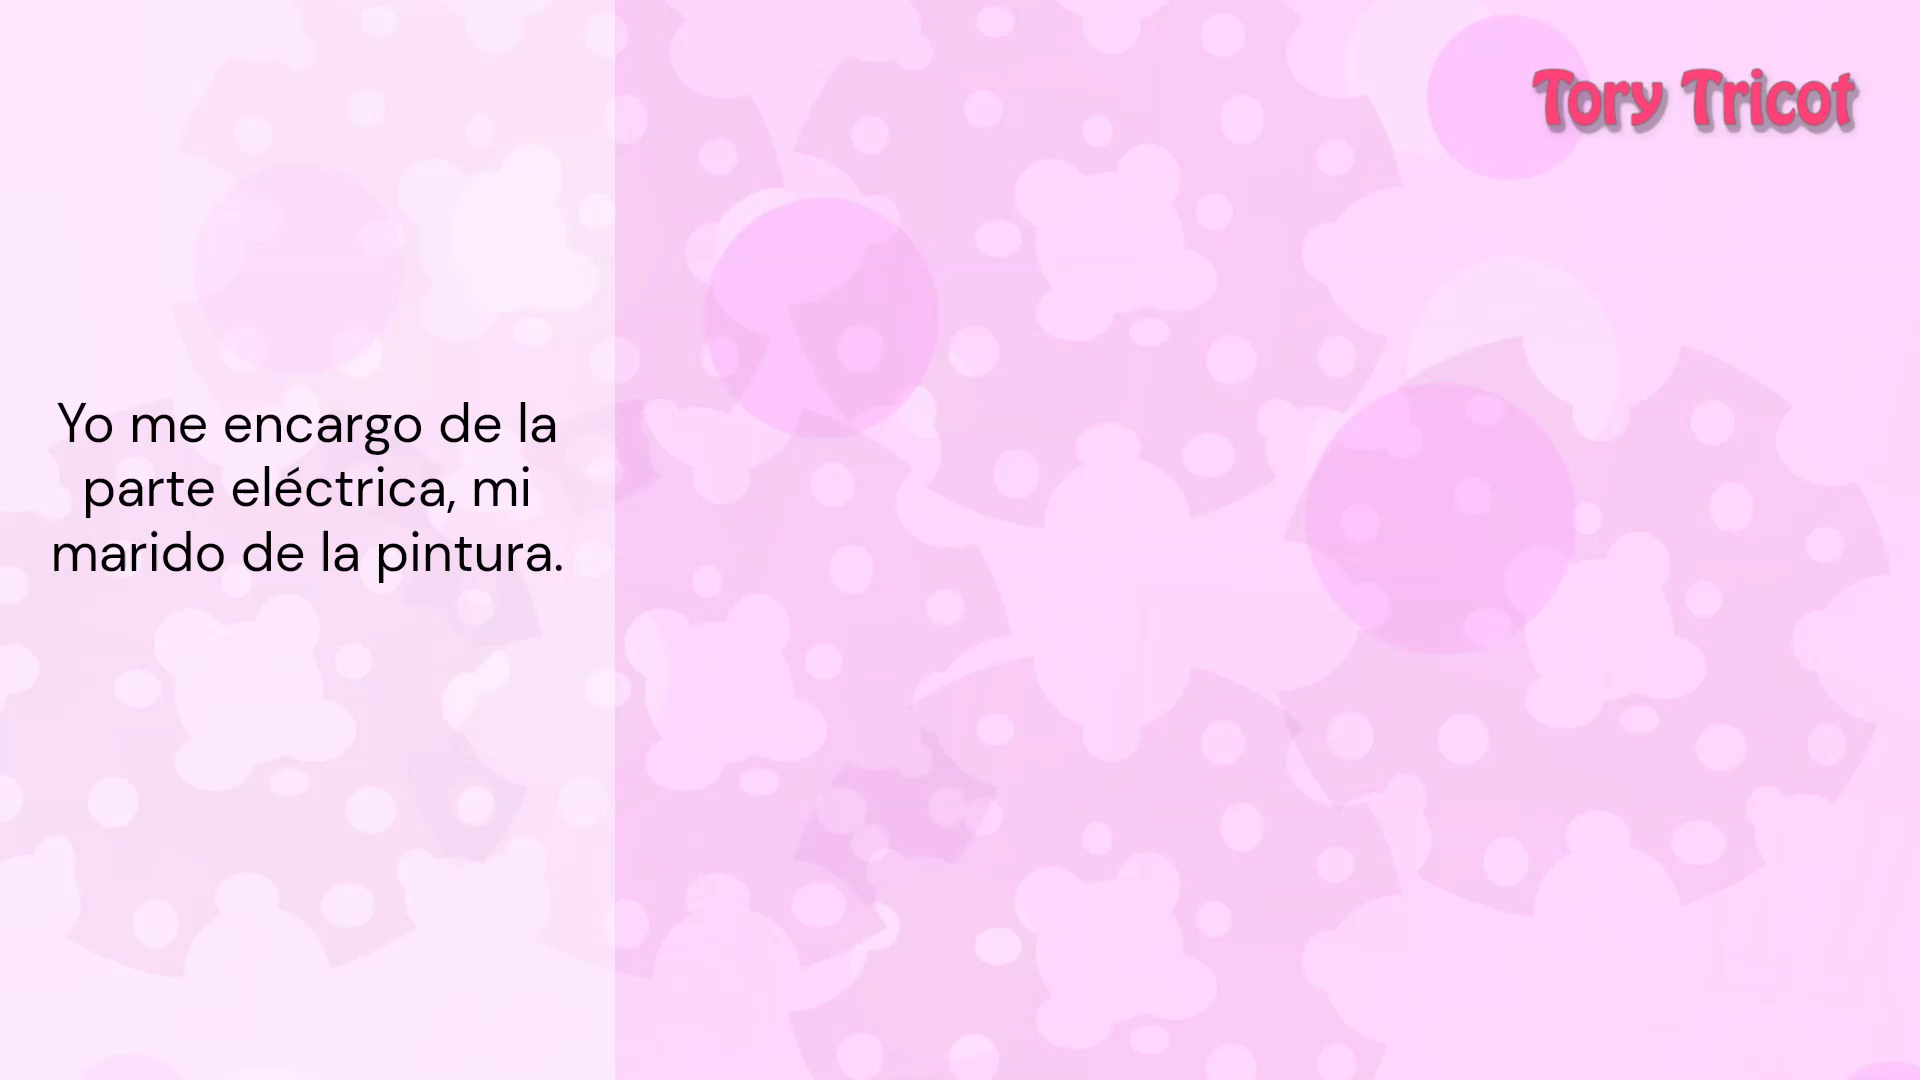 Tory Tricot
Yo me encargo de la
parte eléctrica, mi
marido de la pintura.